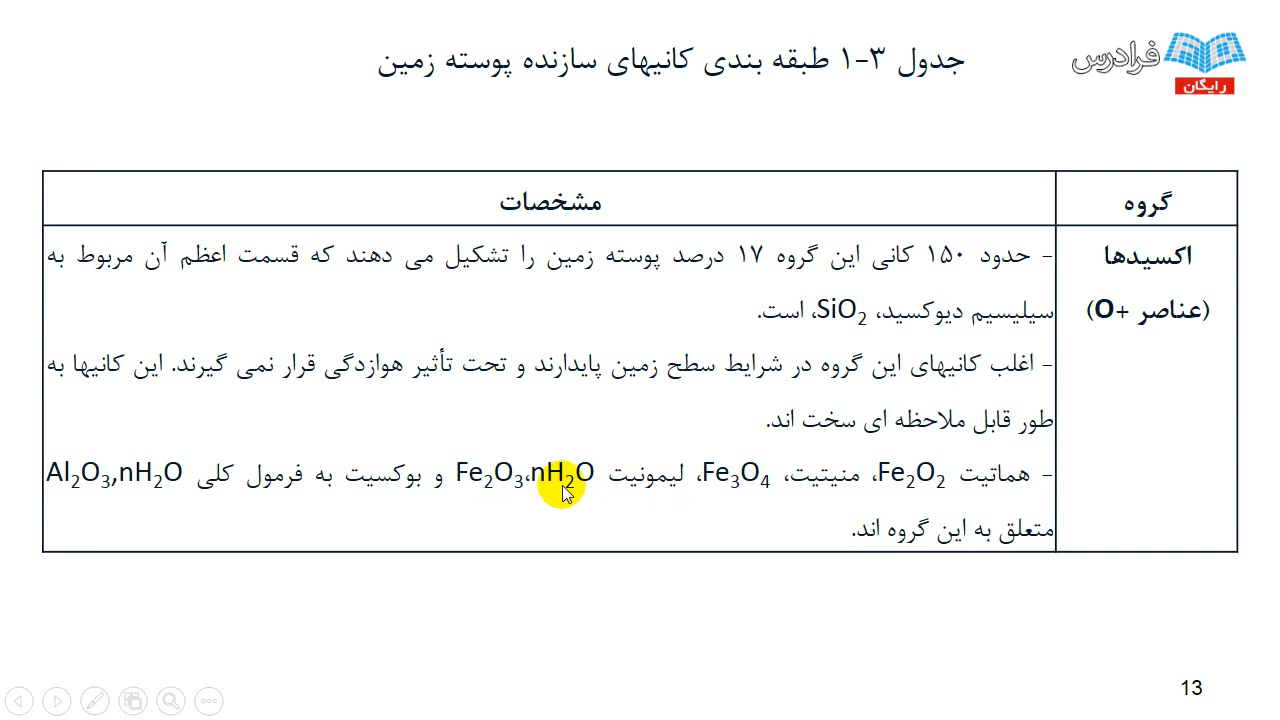 فرادرس
رایگان
جدول ۳-۱ طبقه بندی کانیهای سازنده پوسته زمین
گروه
مشخصات
اکسیدها
(عناصر +O)
- حدود ۱۵۰ کانی این گروه ۱۷ درصد پوسته زمین را تشکیل می دهند که قسمت اعظم آن مربوط به
سیلیسیم دیوکسید، SiO₂، است.
- اغلب کانیهای این گروه در شرایط سطح زمین پایدارند و تحت تأثیر هوازدگی قرار نمی گیرند. این کانیها به
طور قابل ملاحظه ای سخت اند.
- هماتیت Fe₂O₂، منیتیت، Fe₃O₄، لیمونیت Fe₂O₃،nH₂O و بوکسیت به فرمول کلی Al₂O₃,nH₂O
متعلق به این گروه اند.
13